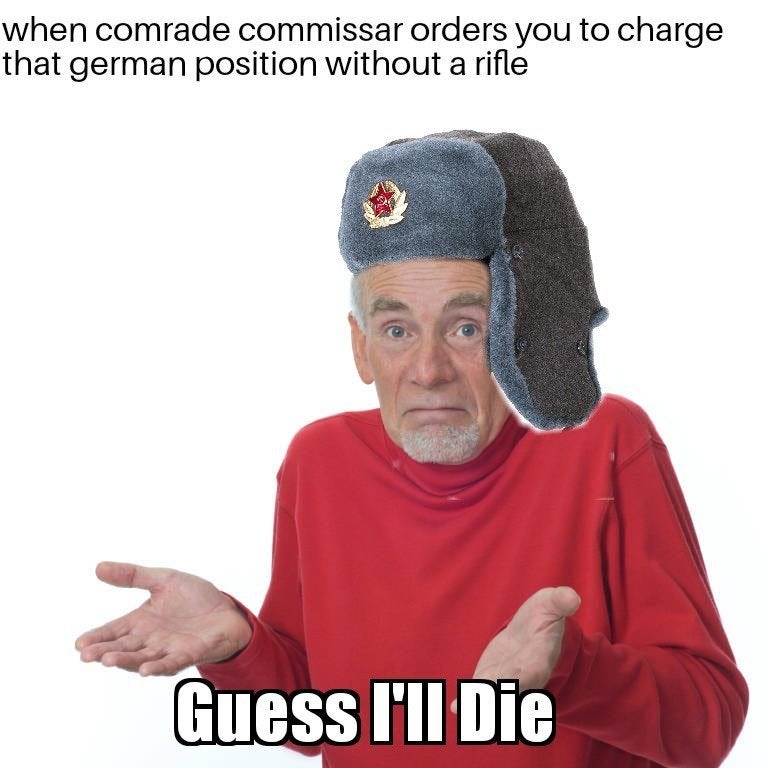 when comrade commissar orders you to charge
that german position without a rifle
Guess I'll Die